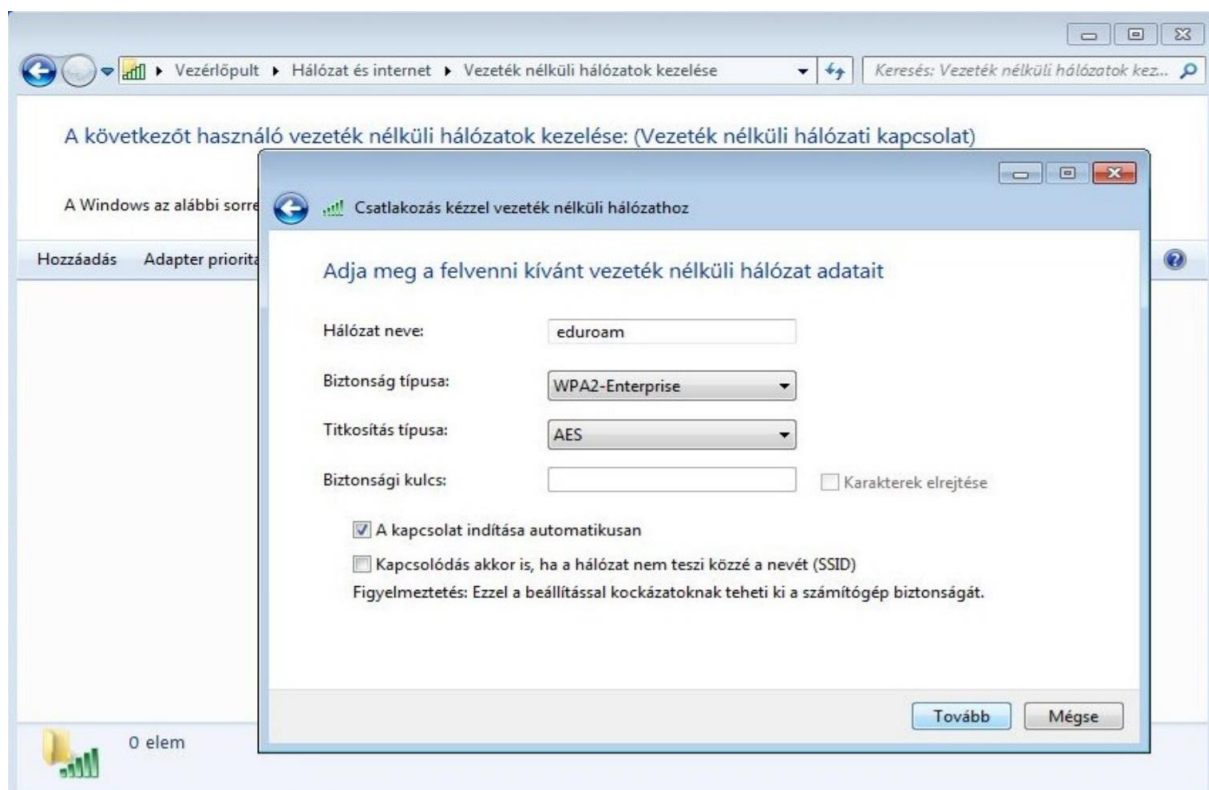 Vezérlőpult ▸ Hálózat és internet ▸ Vezeték nélküli hálózatok kezelése
Keresés: Vezeték nélküli hálózatok kez...
A következőt használó vezeték nélküli hálózatok kezelése: (Vezeték nélküli hálózati kapcsolat)
A Windows az alábbi sorre
Csatlakozás kézzel vezeték nélküli hálózathoz
Hozzáadás Adapter priorita
Adja meg a felvenni kívánt vezeték nélküli hálózat adatait
Hálózat neve: eduroam
Biztonság típusa: WPA2-Enterprise
Titkosítás típusa: AES
Biztonsági kulcs: Karakterek elrejtése
A kapcsolat indítása automatikusan
Kapcsolódás akkor is, ha a hálózat nem teszi közzé a nevét (SSID)
Figyelmeztetés: Ezzel a beállítással kockázatoknak teheti ki a számítógép biztonságát.
Tovább Mégse
0 elem